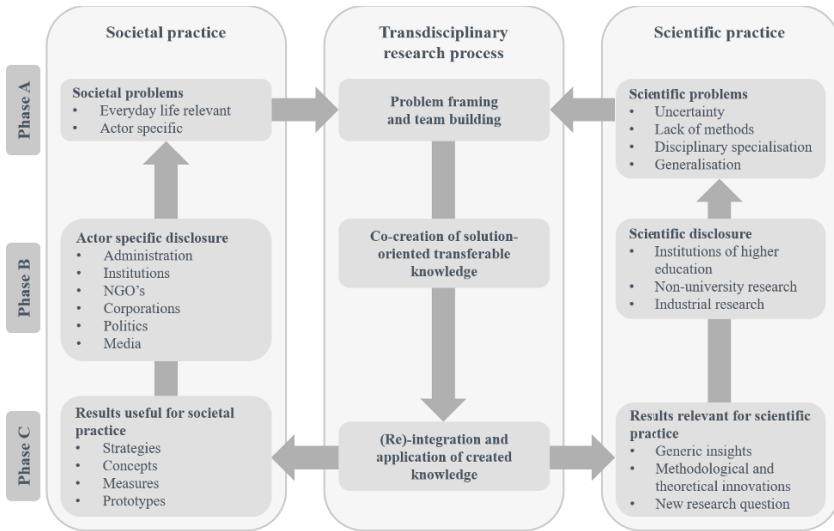 Societal practice
Transdisciplinary
research process
Scientific practice
Phase A
Societal problems
• Everyday life relevant
• Actor specific
Problem framing
and team building
Scientific problems
• Uncertainty
• Lack of methods
• Disciplinary specialisation
• Generalisation
Phase B
Actor specific disclosure
• Administration
• Institutions
• NGO's
• Corporations
• Politics
• Media
Co-creation of solution-
oriented transferable
knowledge
Scientific disclosure
• Institutions of higher
education
• Non-university research
• Industrial research
Phase C
Results useful for societal
practice
• Strategies
• Concepts
• Measures
• Prototypes
(Re)-integration and
application of created
knowledge
Results relevant for scientific
practice
• Generic insights
• Methodological and
theoretical innovations
• New research question